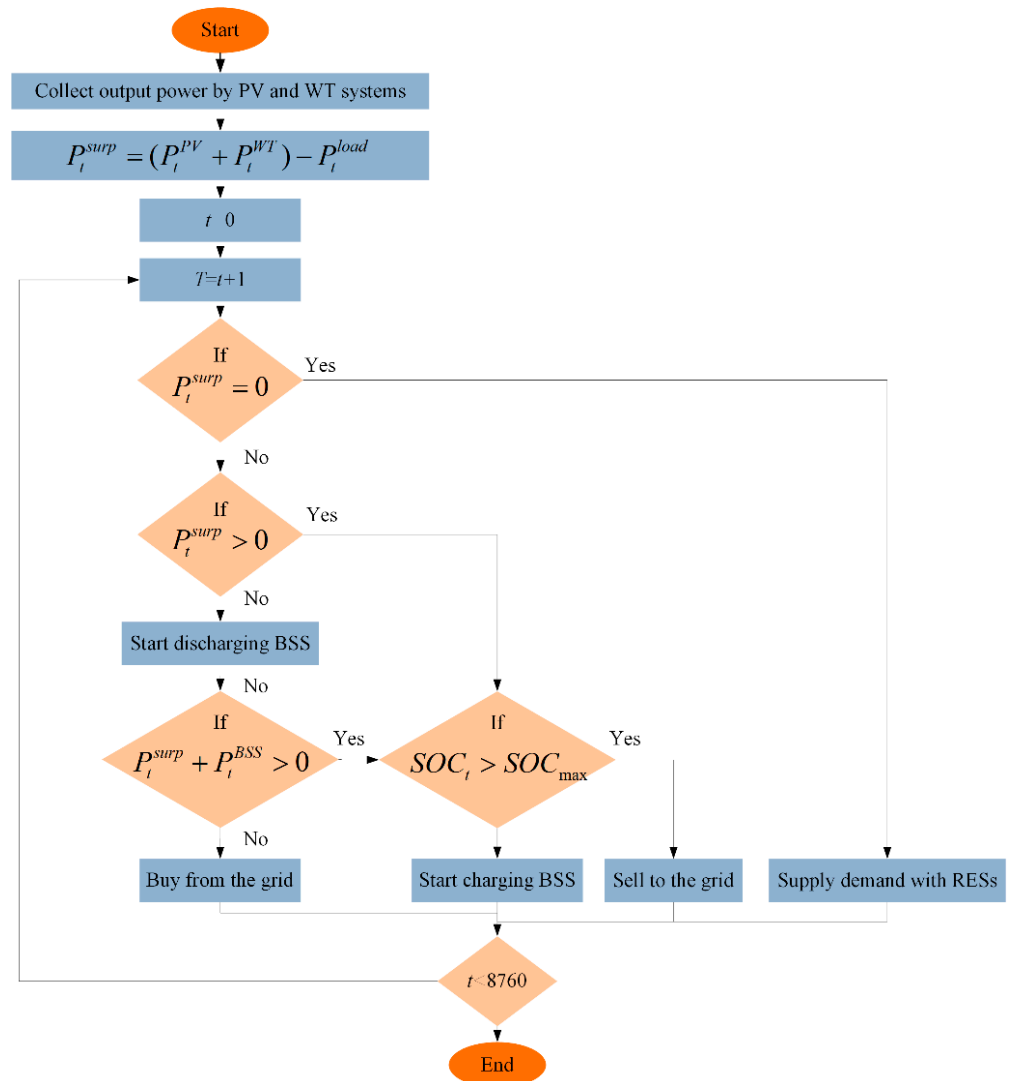 Start
Collect output power by PV and WT systems
P_t^{surp} = (P_t^{PV} + P_t^{WT}) − P_t^{load}
t 0
T=t+1
If
Yes
P_t^{surp} = 0
No
If
Yes
P_t^{surp} > 0
No
Start discharging BSS
No
If
Yes
P_t^{surp} + P_t^{BSS} > 0
If
Yes
SOC_t > SOC_{max}
No
Buy from the grid
Start charging BSS
Sell to the grid
Supply demand with RESs
t<8760
End